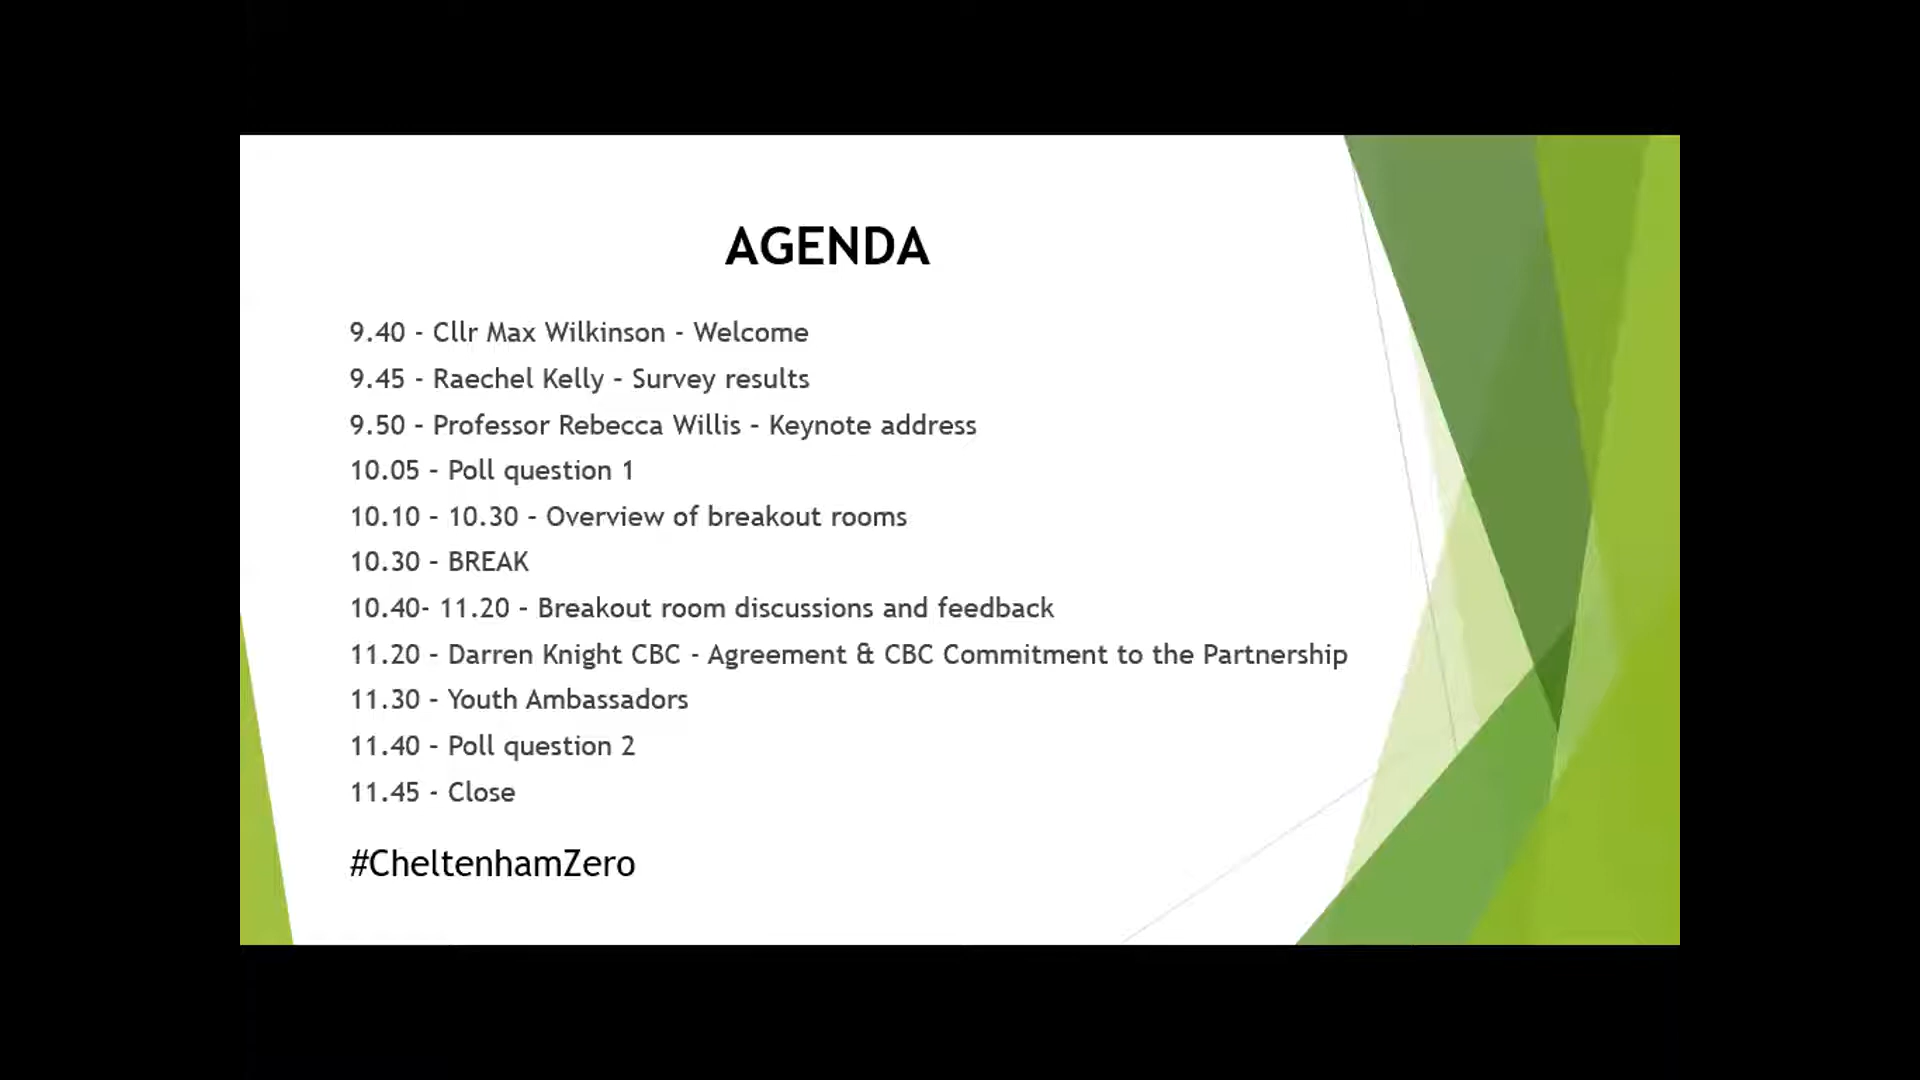 AGENDA
9.40 - Cllr Max Wilkinson - Welcome
9.45 - Raechel Kelly – Survey results
9.50 – Professor Rebecca Willis – Keynote address
10.05 – Poll question 1
10.10 – 10.30 – Overview of breakout rooms
10.30 – BREAK
10.40- 11.20 – Breakout room discussions and feedback
11.20 – Darren Knight CBC - Agreement & CBC Commitment to the Partnership
11.30 – Youth Ambassadors
11.40 – Poll question 2
11.45 - Close
#CheltenhamZero